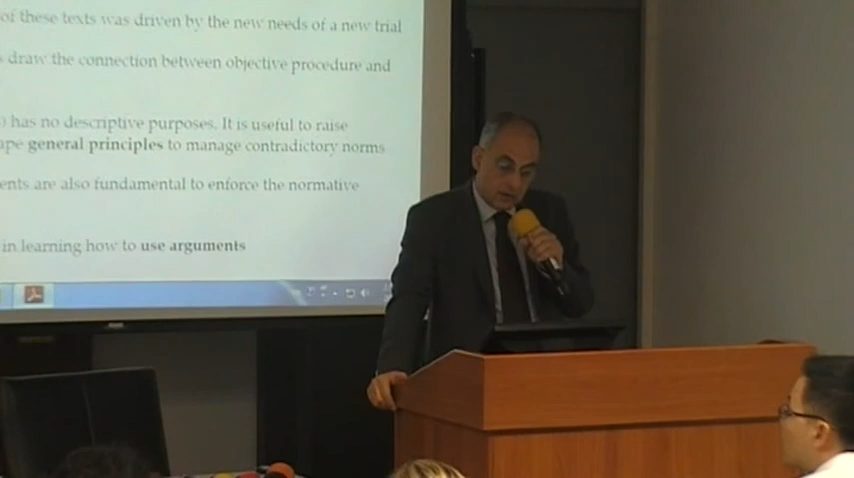 of these texts was driven by the new needs of a new trial
draw the connection between objective procedure and
) has no descriptive purposes. It is useful to raise
ape general principles to manage contradictory norms
ents are also fundamental to enforce the normative
in learning how to use arguments